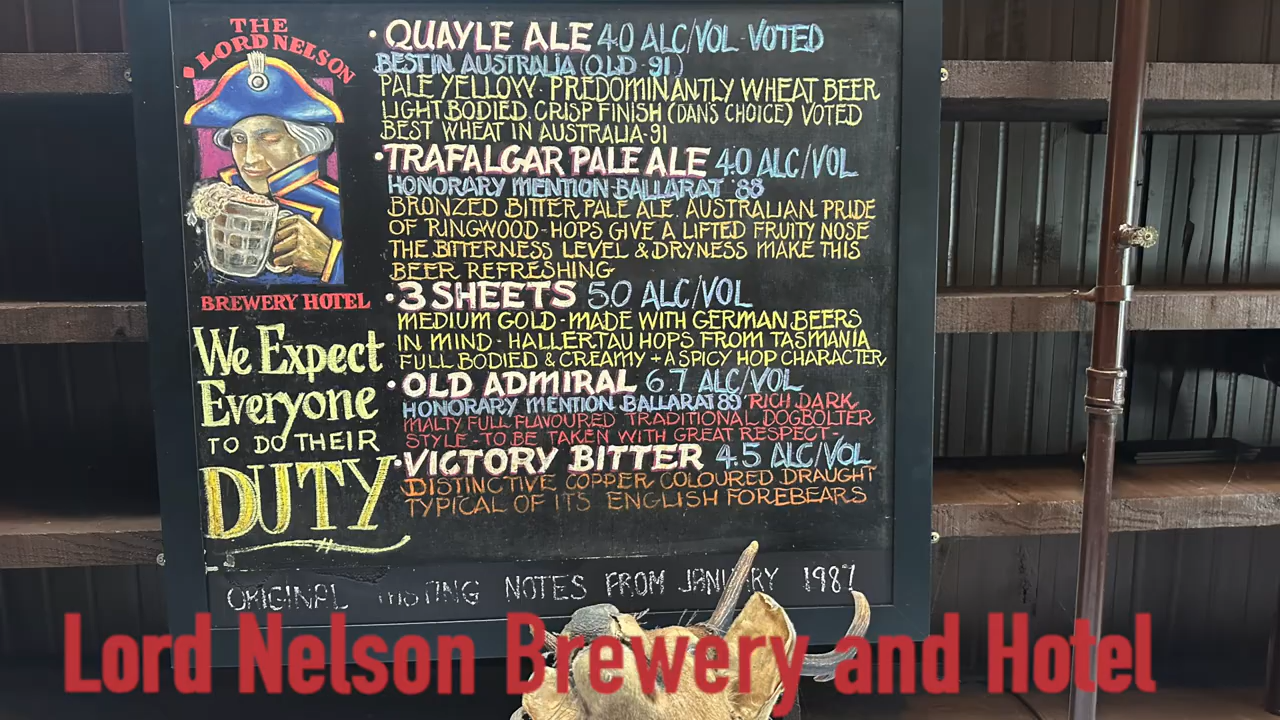 THE
LORD NELSON
BREWERY HOTEL
We Expect
Everyone
TO DO THEIR
DUTY
• QUAYLE ALE 4.0 ALC/VOL - VOTED
BEST IN AUSTRALIA (QLD - 91)
PALE YELLOW - PREDOMINANTLY WHEAT BEER
LIGHT BODIED. CRISP FINISH (DAN'S CHOICE) VOTED
BEST WHEAT IN AUSTRALIA-91
• TRAFALGAR PALE ALE 4.0 ALC/VOL
HONORARY MENTION BALLARAT '88
BRONZED BITTER PALE ALE. AUSTRALIAN PRIDE
OF RINGWOOD-HOPS GIVE A LIFTED FRUITY NOSE
THE BITTERNESS LEVEL & DRYNESS MAKE THIS
BEER REFRESHING
• 3 SHEETS 5.0 ALC/VOL
MEDIUM GOLD - MADE WITH GERMAN BEERS
IN MIND - HALLERTAU HOPS FROM TASMANIA
FULL BODIED & CREAMY + A SPICY HOP CHARACTER
• OLD ADMIRAL 6.7 ALC/VOL
HONORARY MENTION BALLARAT 89 RICH DARK
MALTY FULL FLAVOURED TRADITIONAL DOGBOLTER
STYLE - TO BE TAKEN WITH GREAT RESPECT -
• VICTORY BITTER 4.5 ALC/VOL
DISTINCTIVE COPPER COLOURED DRAUGHT
TYPICAL OF ITS ENGLISH FOREBEARS
ORIGINAL TASTING NOTES FROM JANUARY 1987
Lord Nelson Brewery and Hotel